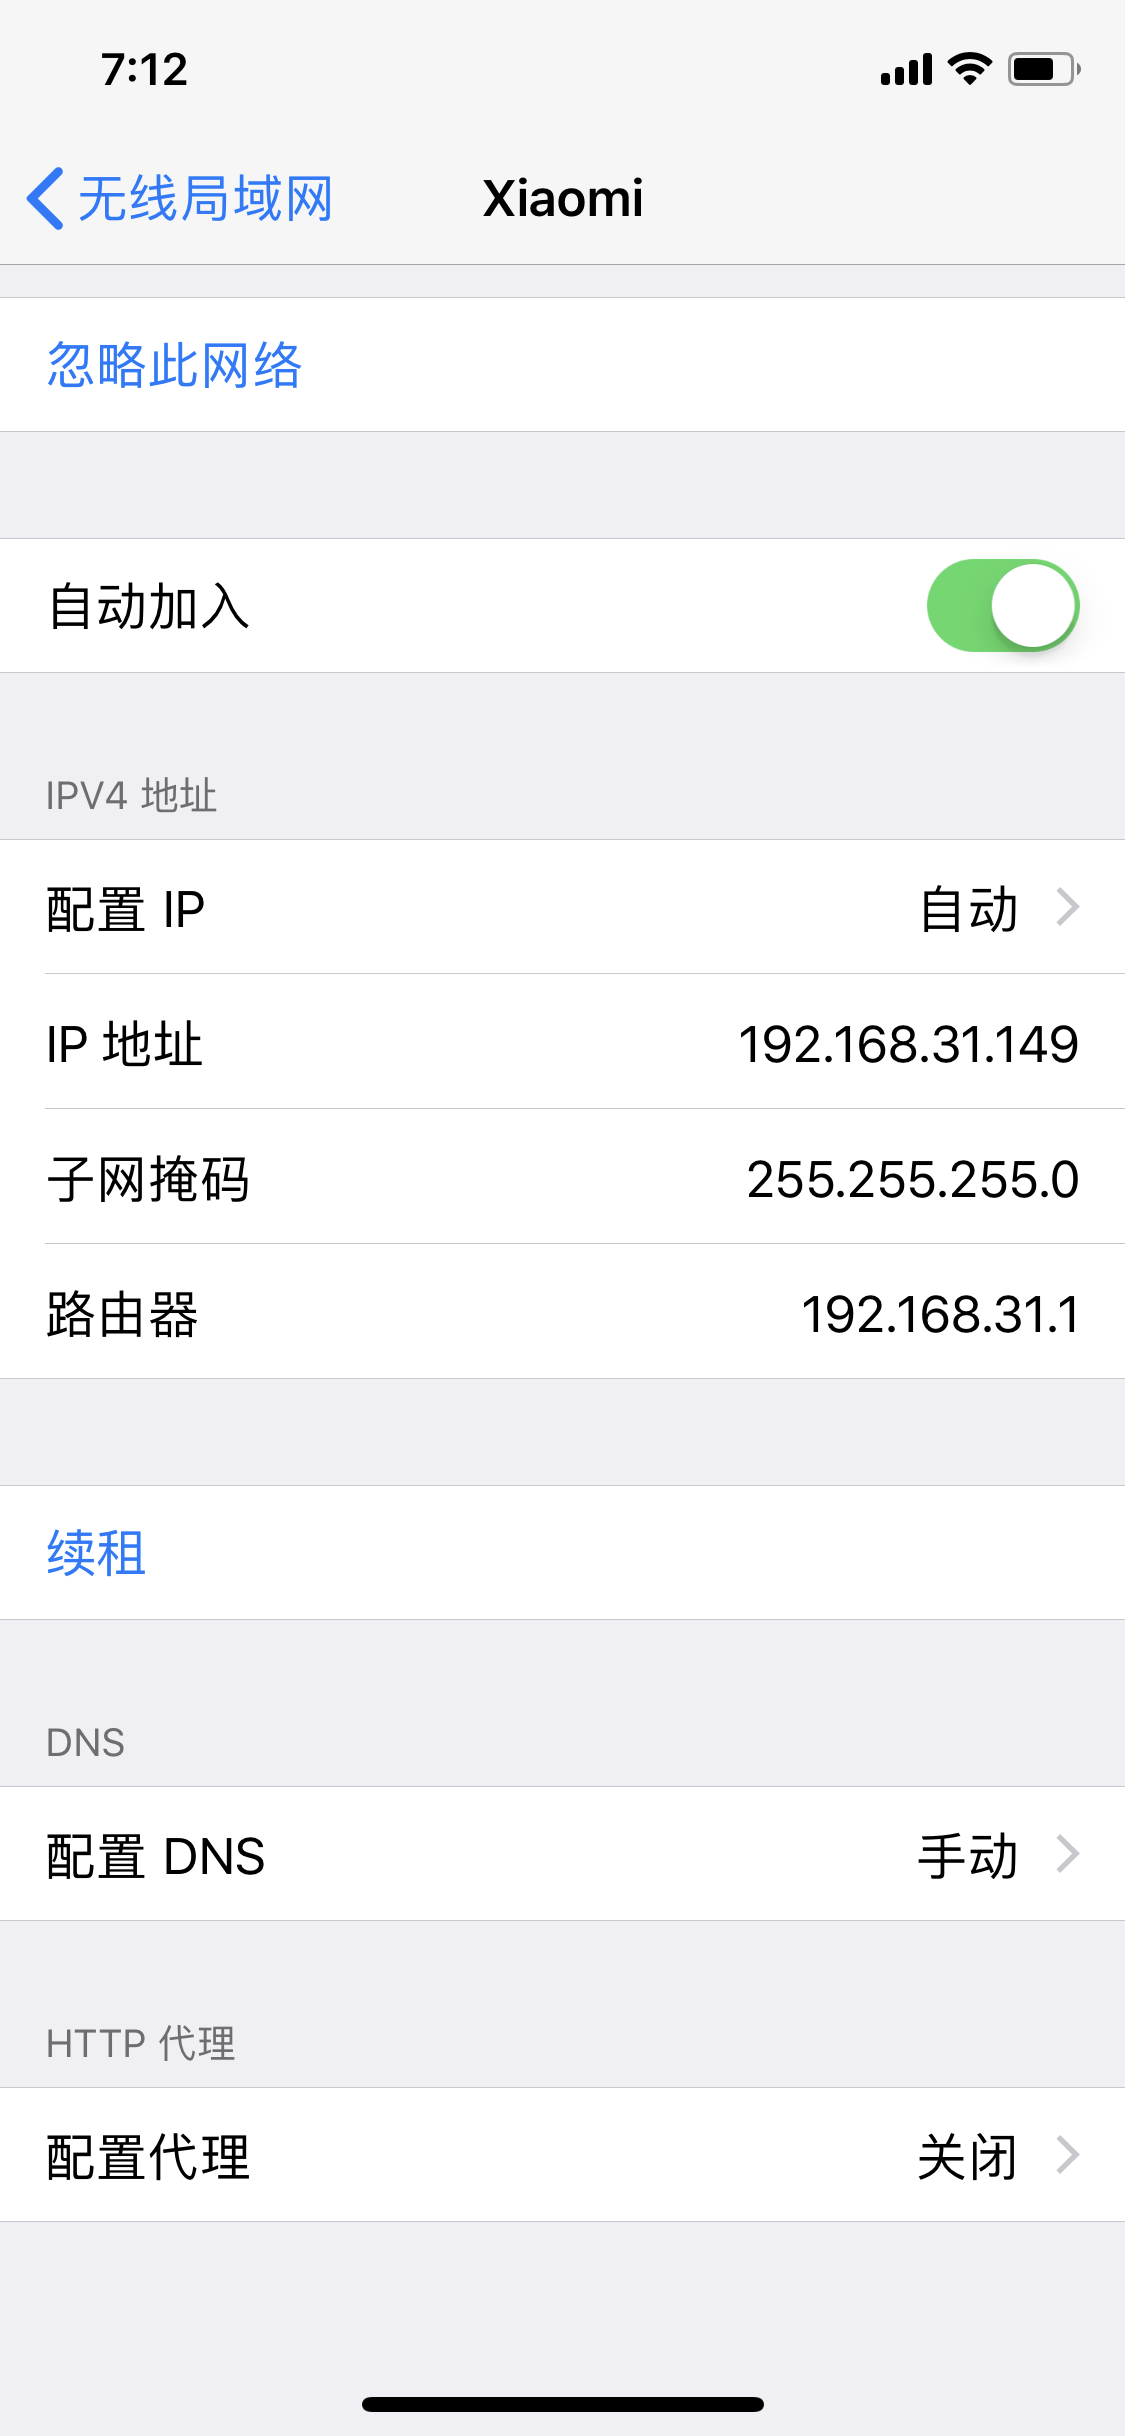 7:12
无线局域网
Xiaomi
忽略此网络
自动加入
IPV4 地址
配置 IP 自动
IP 地址 192.168.31.149
子网掩码 255.255.255.0
路由器 192.168.31.1
续租
DNS
配置 DNS 手动
HTTP 代理
配置代理 关闭